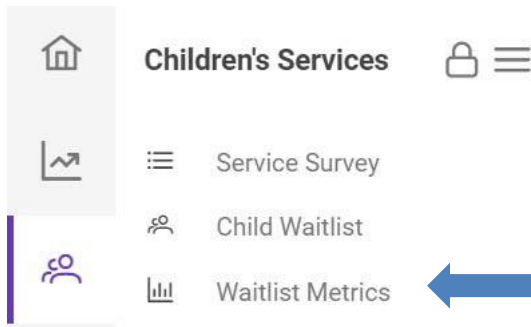 Children's Services
Service Survey
Child Waitlist
Waitlist Metrics